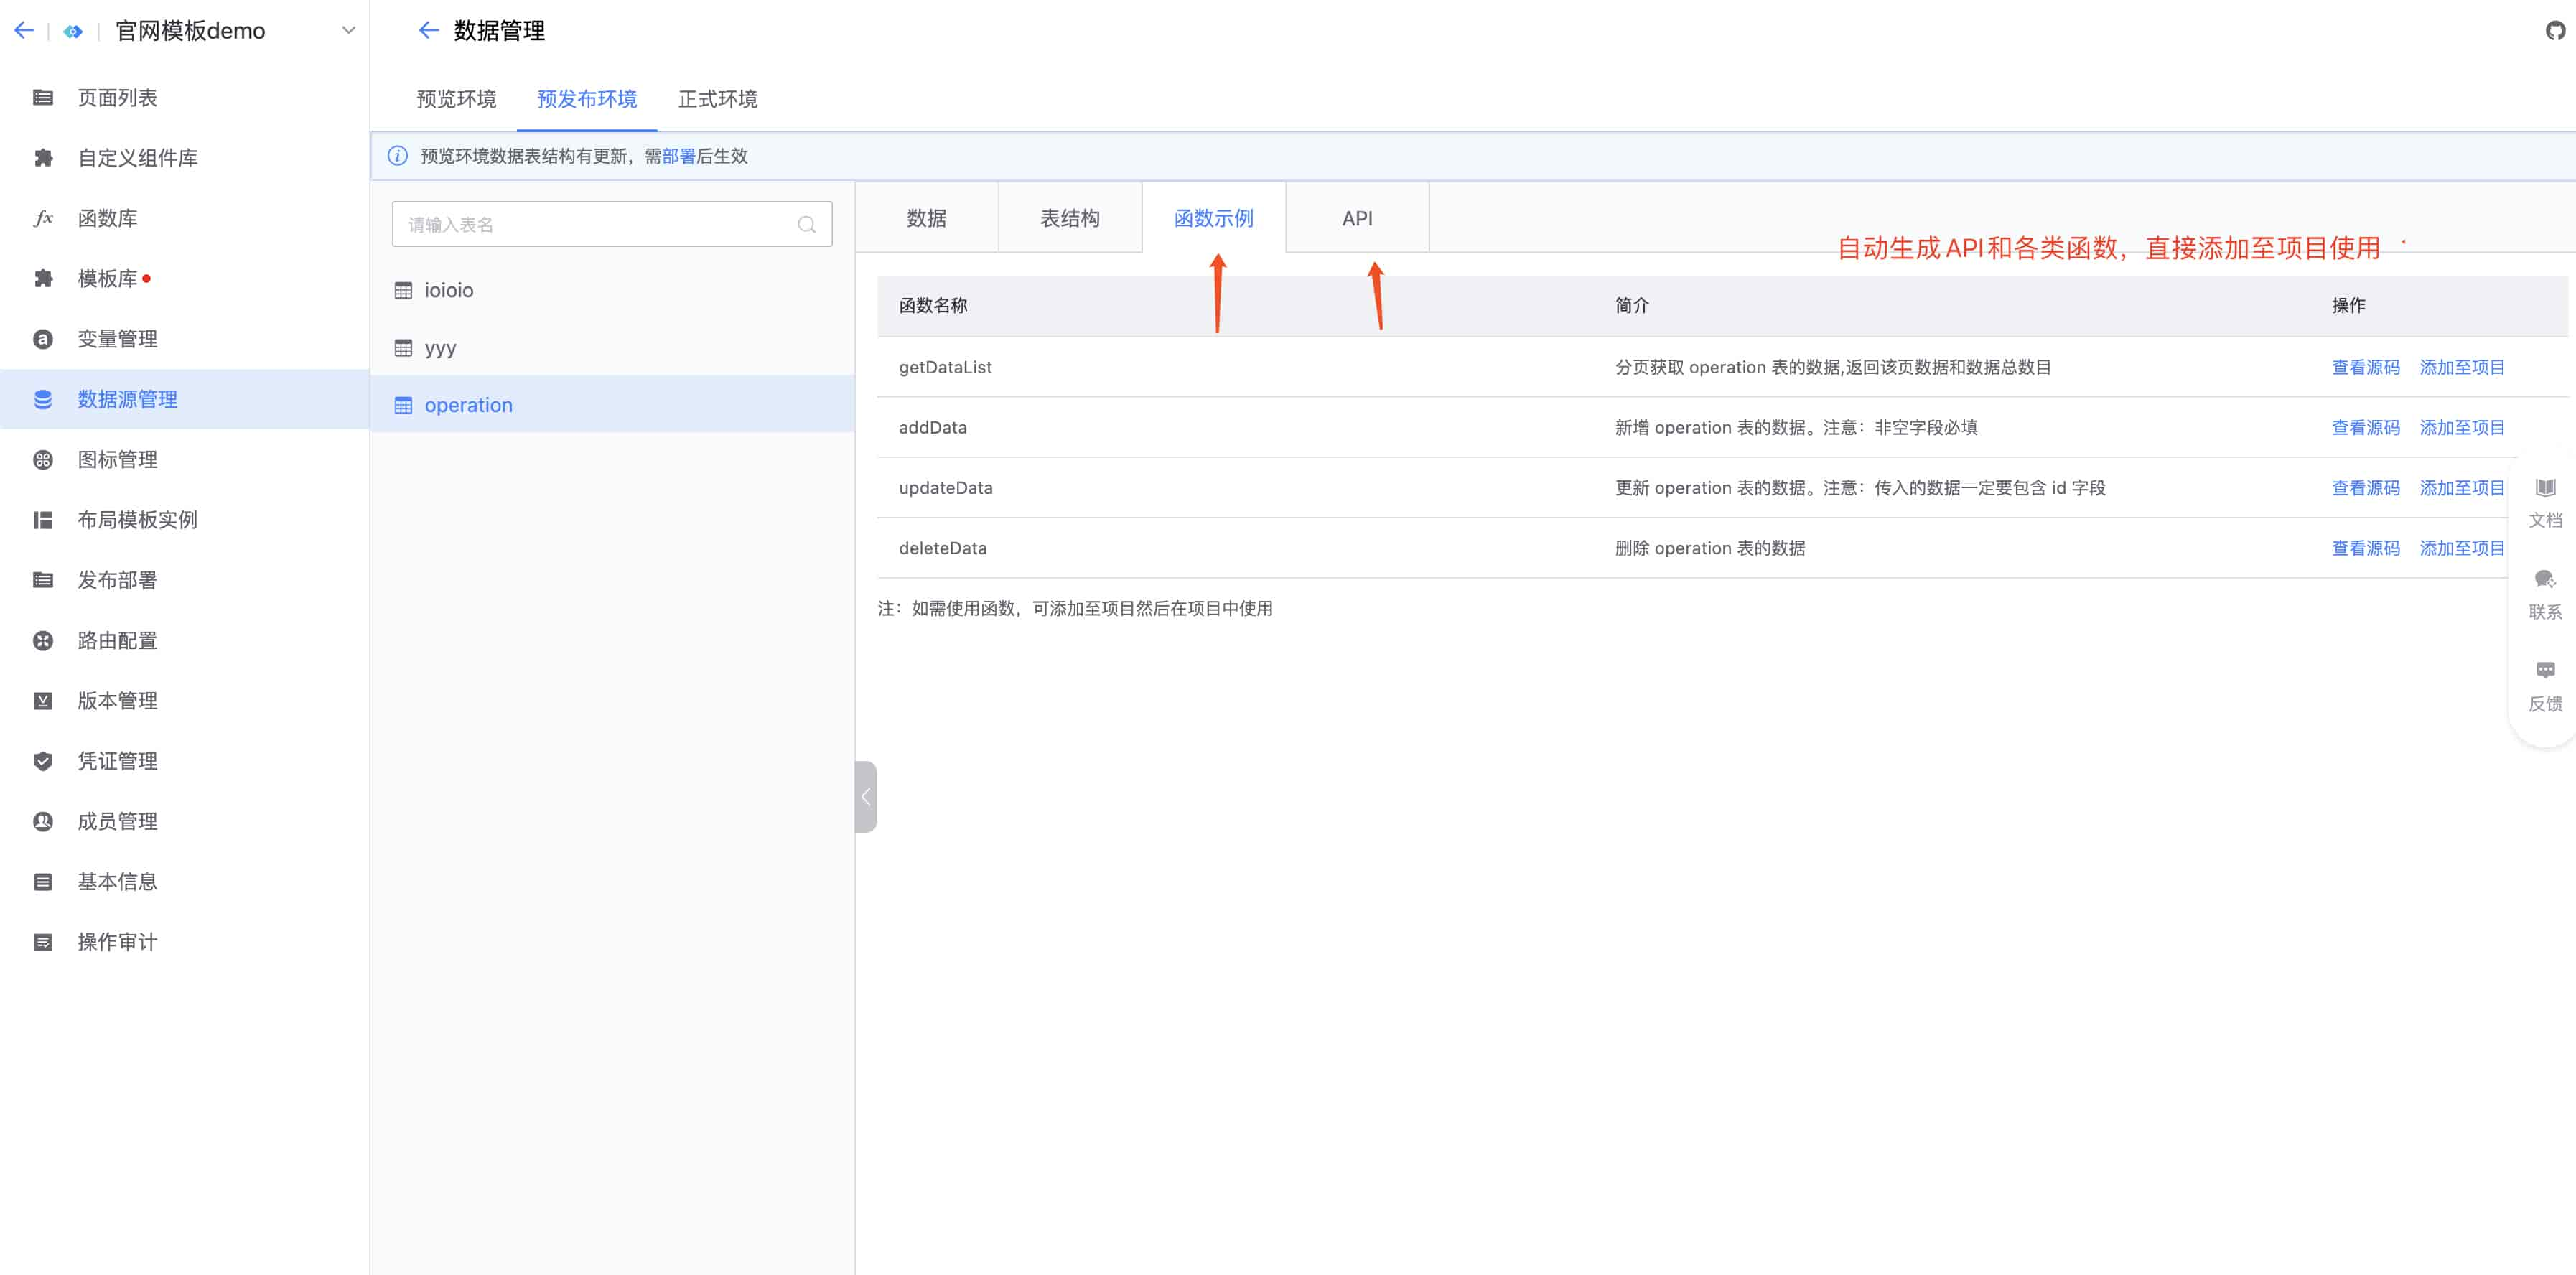 官网模板demo
页面列表
自定义组件库
函数库
模板库
变量管理
数据源管理
图标管理
布局模板实例
发布部署
路由配置
版本管理
凭证管理
成员管理
基本信息
操作审计
数据管理
预览环境 预发布环境 正式环境
预览环境数据表结构有更新，需部署后生效
请输入表名
ioioio
yyy
operation
数据 表结构 函数示例 API
自动生成API和各类函数，直接添加至项目使用
函数名称 简介 操作
getDataList 分页获取 operation 表的数据,返回该页数据和数据总数目 查看源码 添加至项目
addData 新增 operation 表的数据。注意：非空字段必填 查看源码 添加至项目
updateData 更新 operation 表的数据。注意：传入的数据一定要包含 id 字段 查看源码 添加至项目
deleteData 删除 operation 表的数据 查看源码 添加至项目
注：如需使用函数，可添加至项目然后在项目中使用
文档
联系
反馈